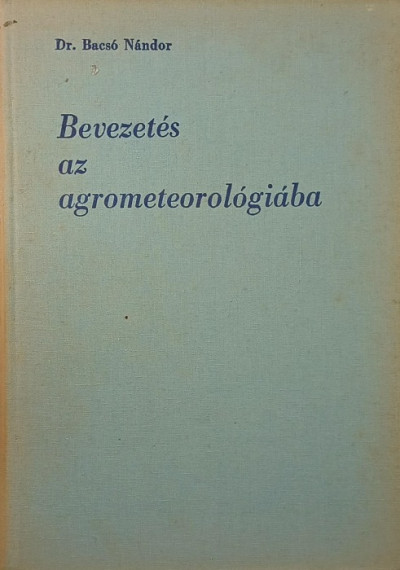 Dr. Bacsó Nándor
Bevezetés
az
agrometeorológiába